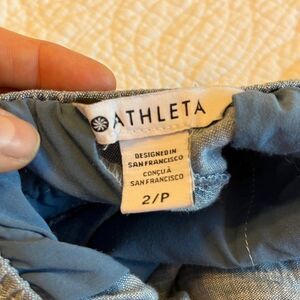 ATHLETA
DESIGNED IN
SAN FRANCISCO
CONÇU À
SAN FRANCISCO
2/P